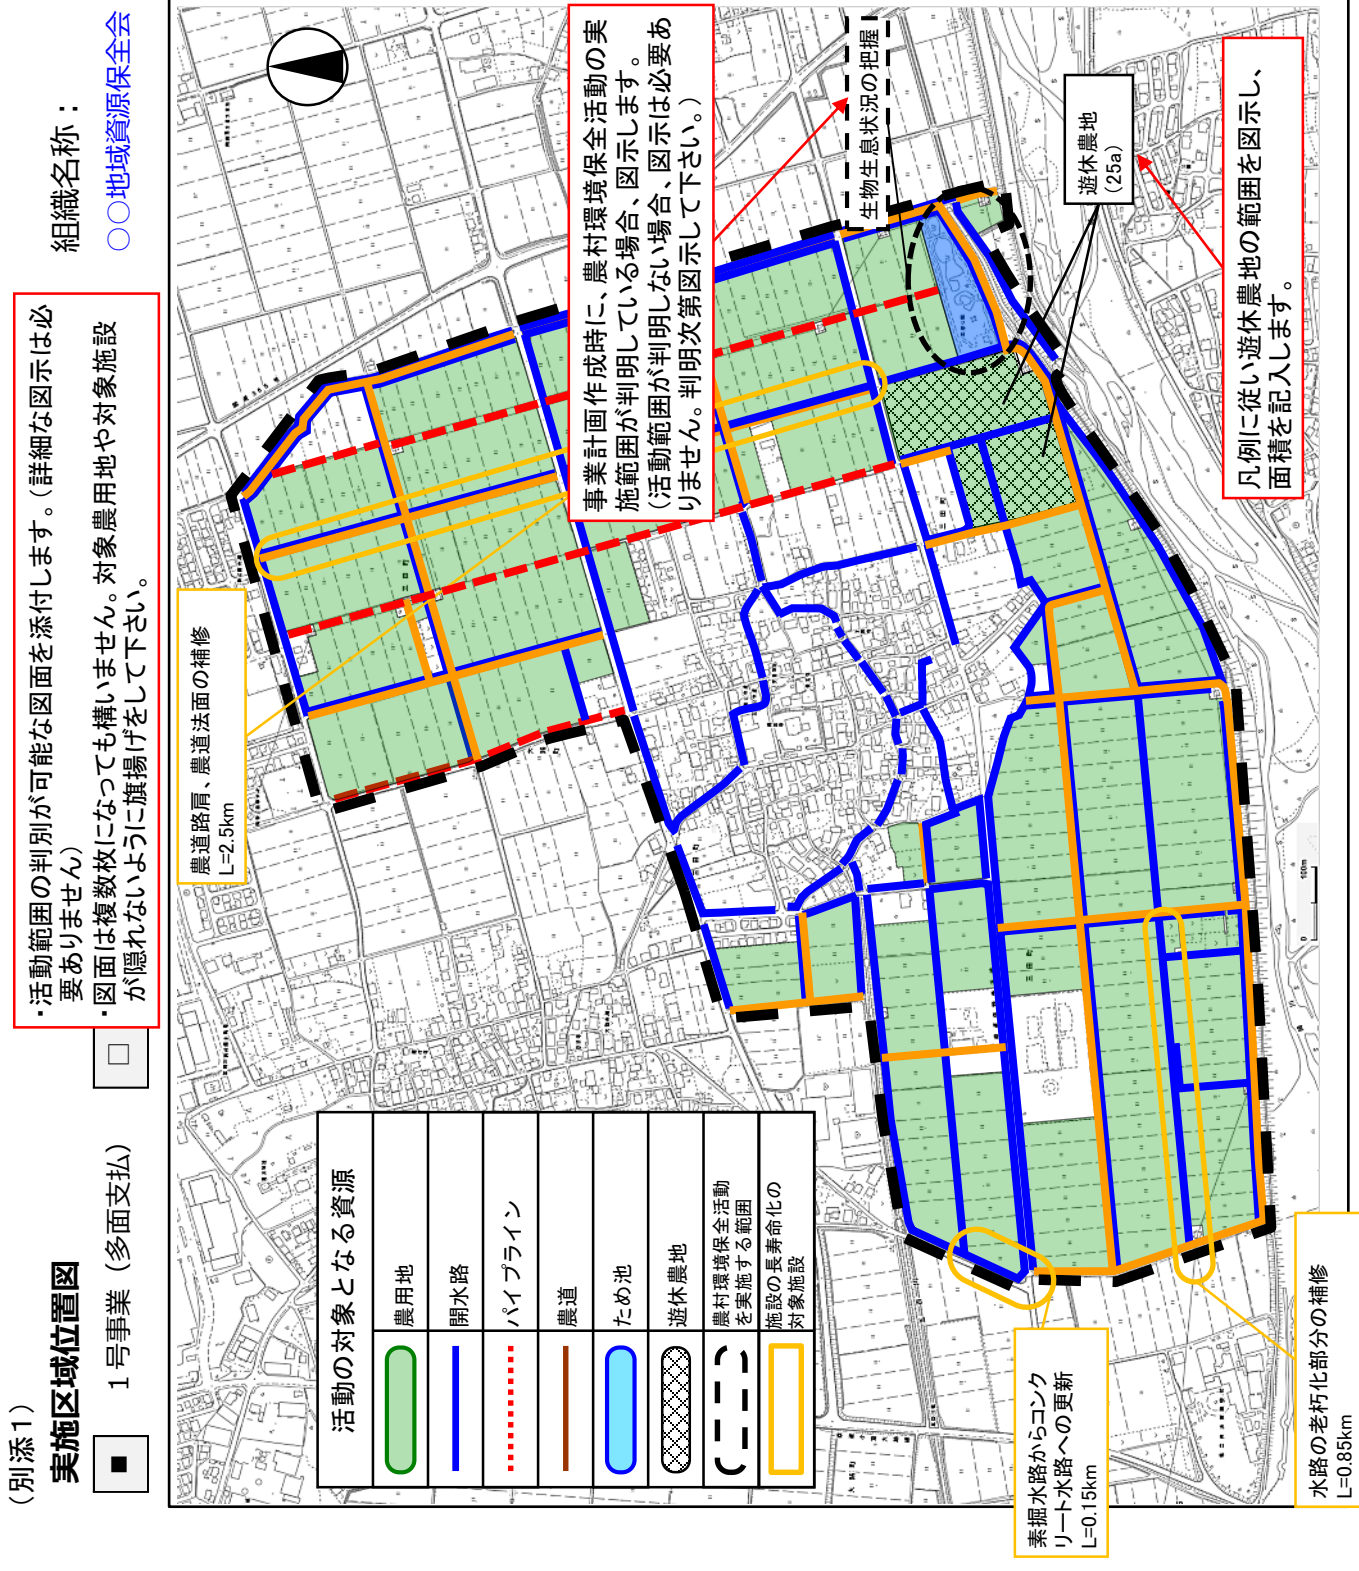 （別添１）
実施区域位置図
■
１号事業（多面支払）
□
・活動範囲の判別が可能な図面を添付します。（詳細な図示は必
要ありません）
・図面は複数枚になっても構いません。対象農用地や対象施設
が隠れないように旗揚げをして下さい。
組織名称：
○○地域資源保全会
農道路肩、農道法面の補修
L=2.5km
事業計画作成時に、農村環境保全活動の実
施範囲が判明している場合、図示します。
（活動範囲が判明しない場合、図示は必要あ
りません。判明次第図示して下さい。）
生物生息状況の把握
遊休農地
（25a）
凡例に従い遊休農地の範囲を図示し、
面積を記入します。
活動の対象となる資源
農用地
開水路
パイプライン
農道
ため池
遊休農地
農村環境保全活動
を実施する範囲
施設の長寿命化の
対象施設
素掘水路からコンク
リート水路への更新
L=0.15km
水路の老朽化部分の補修
L=0.85km
0 100m